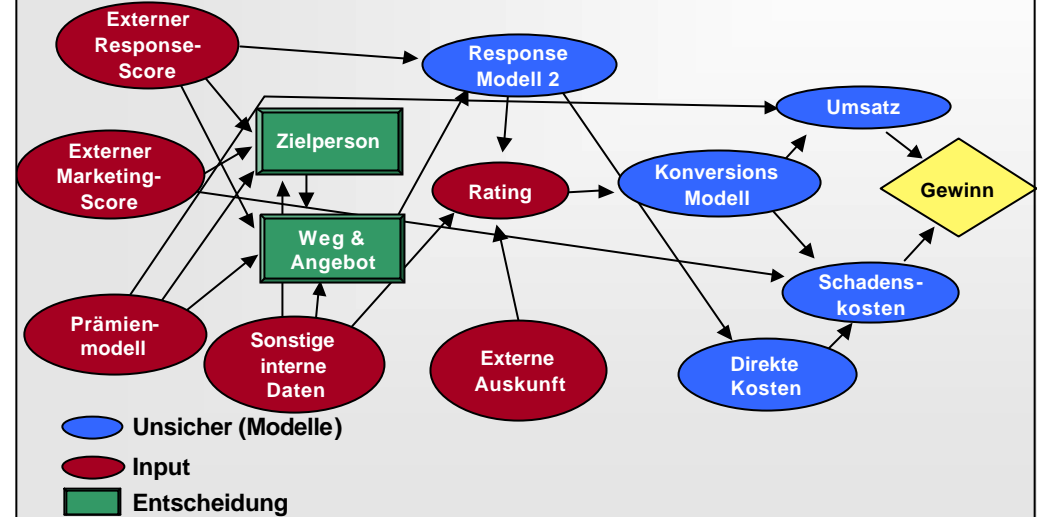 Externer
Response-
Score
Response
Modell 2
Umsatz
Zielperson
Externer
Marketing-
Score
Rating
Konversions
Modell
Gewinn
Weg &
Angebot
Schadens-
kosten
Prämien-
modell
Sonstige
interne
Daten
Externe
Auskunft
Direkte
Kosten
Unsicher (Modelle)
Input
Entscheidung